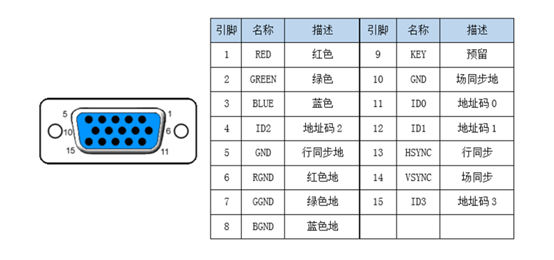 5 1
10 6
15 11
引脚 名称 描述 引脚 名称 描述
1 RED 红色 9 KEY 预留
2 GREEN 绿色 10 GND 场同步地
3 BLUE 蓝色 11 ID0 地址码0
4 ID2 地址码2 12 ID1 地址码1
5 GND 行同步地 13 HSYNC 行同步
6 RGND 红色地 14 VSYNC 场同步
7 GGND 绿色地 15 ID3 地址码3
8 BGND 蓝色地